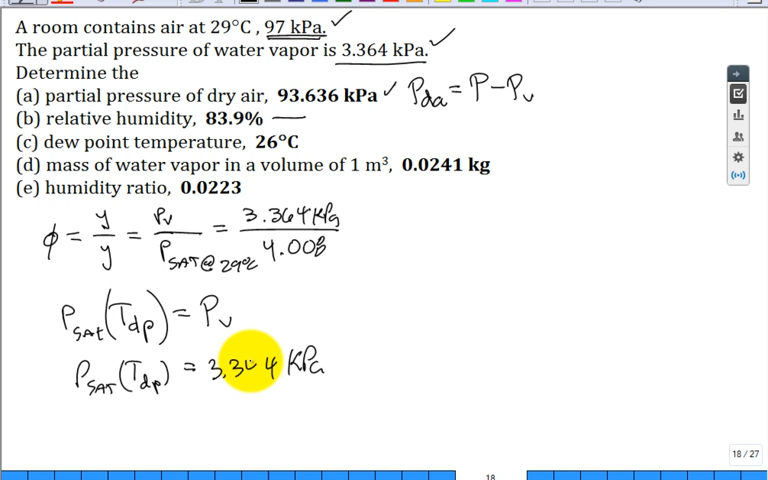 A room contains air at 29°C, 97 kPa. ✓
The partial pressure of water vapor is 3.364 kPa. ✓
Determine the
(a) partial pressure of dry air, 93.636 kPa ✓ Pda = P - Pv
(b) relative humidity, 83.9% —
(c) dew point temperature, 26°C
(d) mass of water vapor in a volume of 1 m³, 0.0241 kg
(e) humidity ratio, 0.0223
ϕ = y/y = Pv/PSAT@29°C = 3.364 KPa/4.008
Psat(Tdp) = Pv
PSAT(Tdp) = 3.364 KPa
18 / 27
18